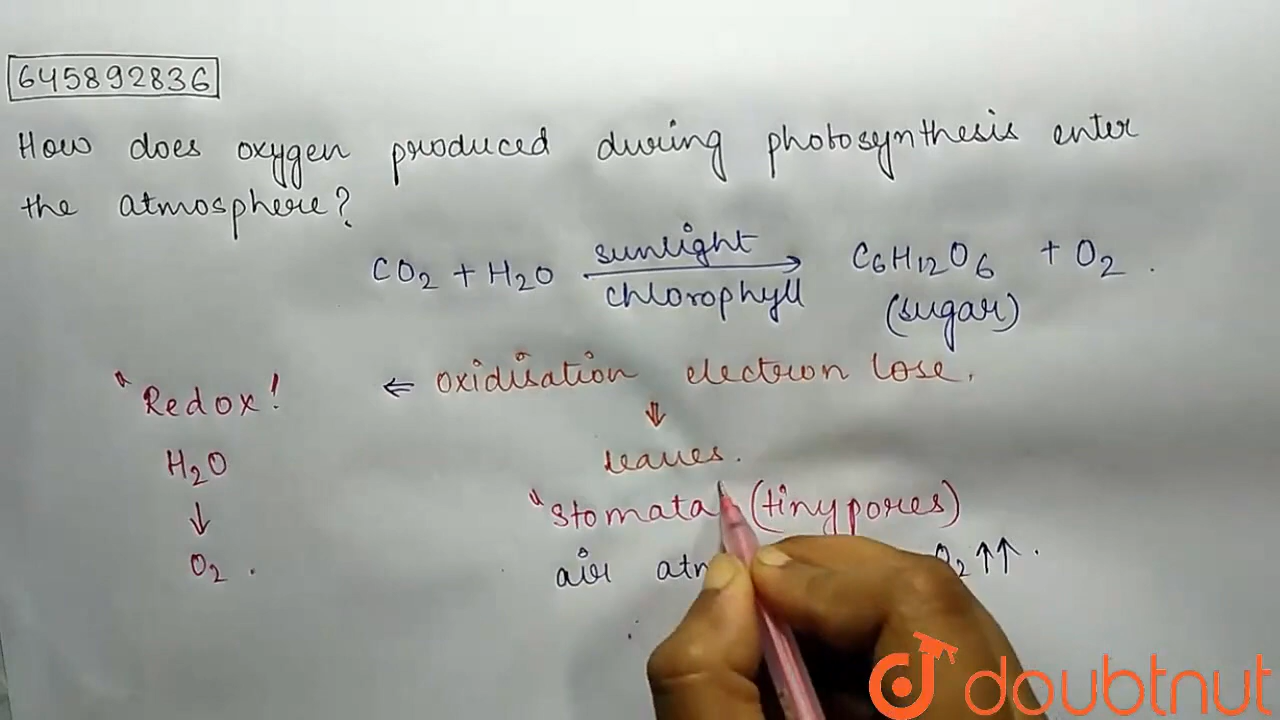 645892836
How does oxygen produced during photosynthesis enter
the atmosphere?
CO2 + H2O sunlight chlorophyll C6H12O6 + O2 .
(sugar)
"Redox! ⇐ oxidisation electron lose.
⇓
leaves.
H2O
"stomata (tiny pores)
↓
air O2 ↑↑ .
O2 .
doubtnut